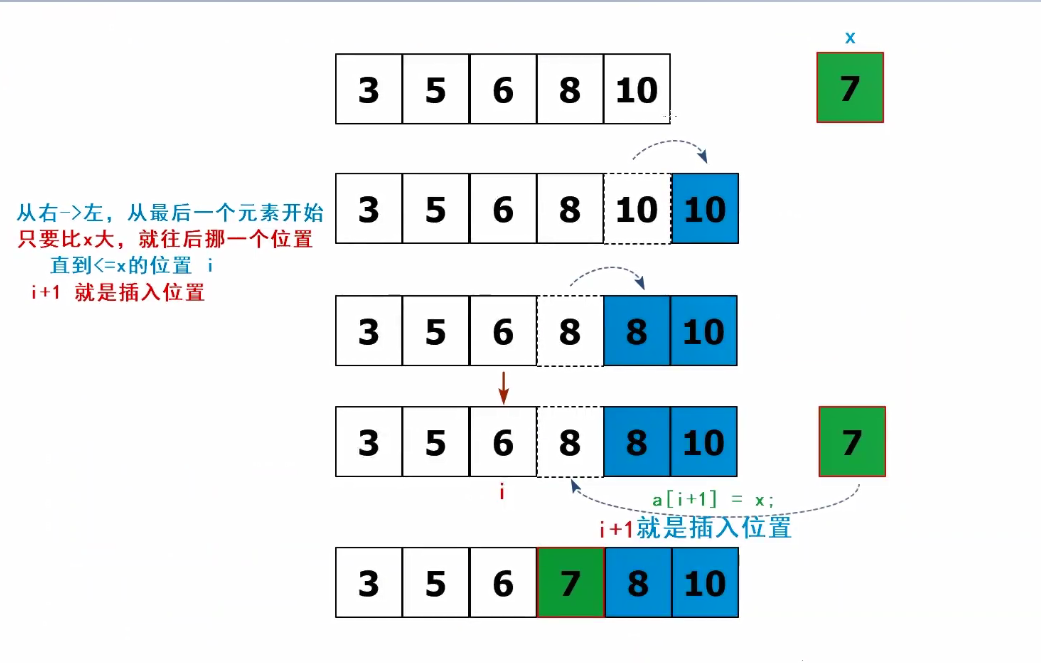 x
3 5 6 8 10 7
3 5 6 8 10 10
从右->左，从最后一个元素开始
只要比x大，就往后挪一个位置
直到<=x的位置 i
i+1 就是插入位置
3 5 6 8 8 10
3 5 6 8 8 10 7
i
a[i+1] = x;
i+1就是插入位置
3 5 6 7 8 10